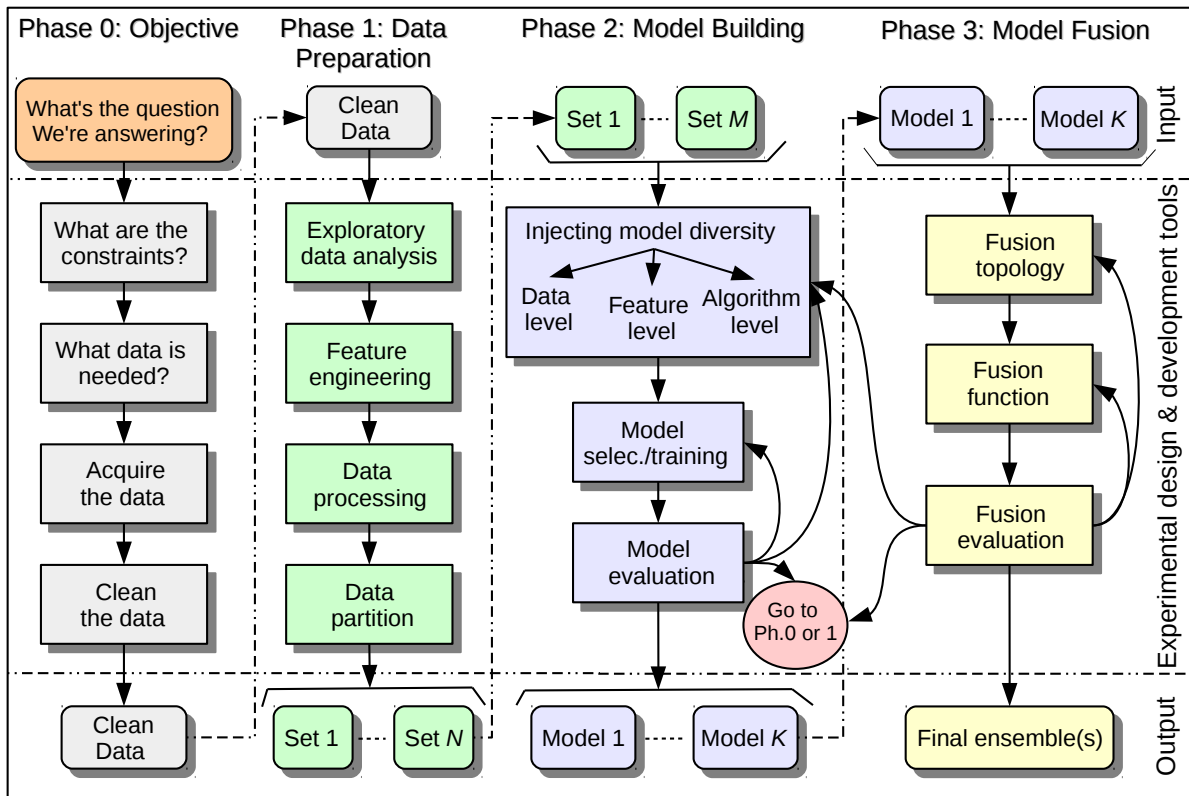 Phase 0: Objective
What's the question
We're answering?
What are the
constraints?
What data is
needed?
Acquire
the data
Clean
the data
Clean
Data
Phase 1: Data
Preparation
Clean
Data
Exploratory
data analysis
Feature
engineering
Data
processing
Data
partition
Set 1
Set N
Phase 2: Model Building
Set 1
Set M
Injecting model diversity
Data
level
Feature
level
Algorithm
level
Model
selec./training
Model
evaluation
Go to
Ph.0 or 1
Model 1
Model K
Phase 3: Model Fusion
Model 1
Model K
Fusion
topology
Fusion
function
Fusion
evaluation
Final ensemble(s)
Input
Experimental design & development tools
Output